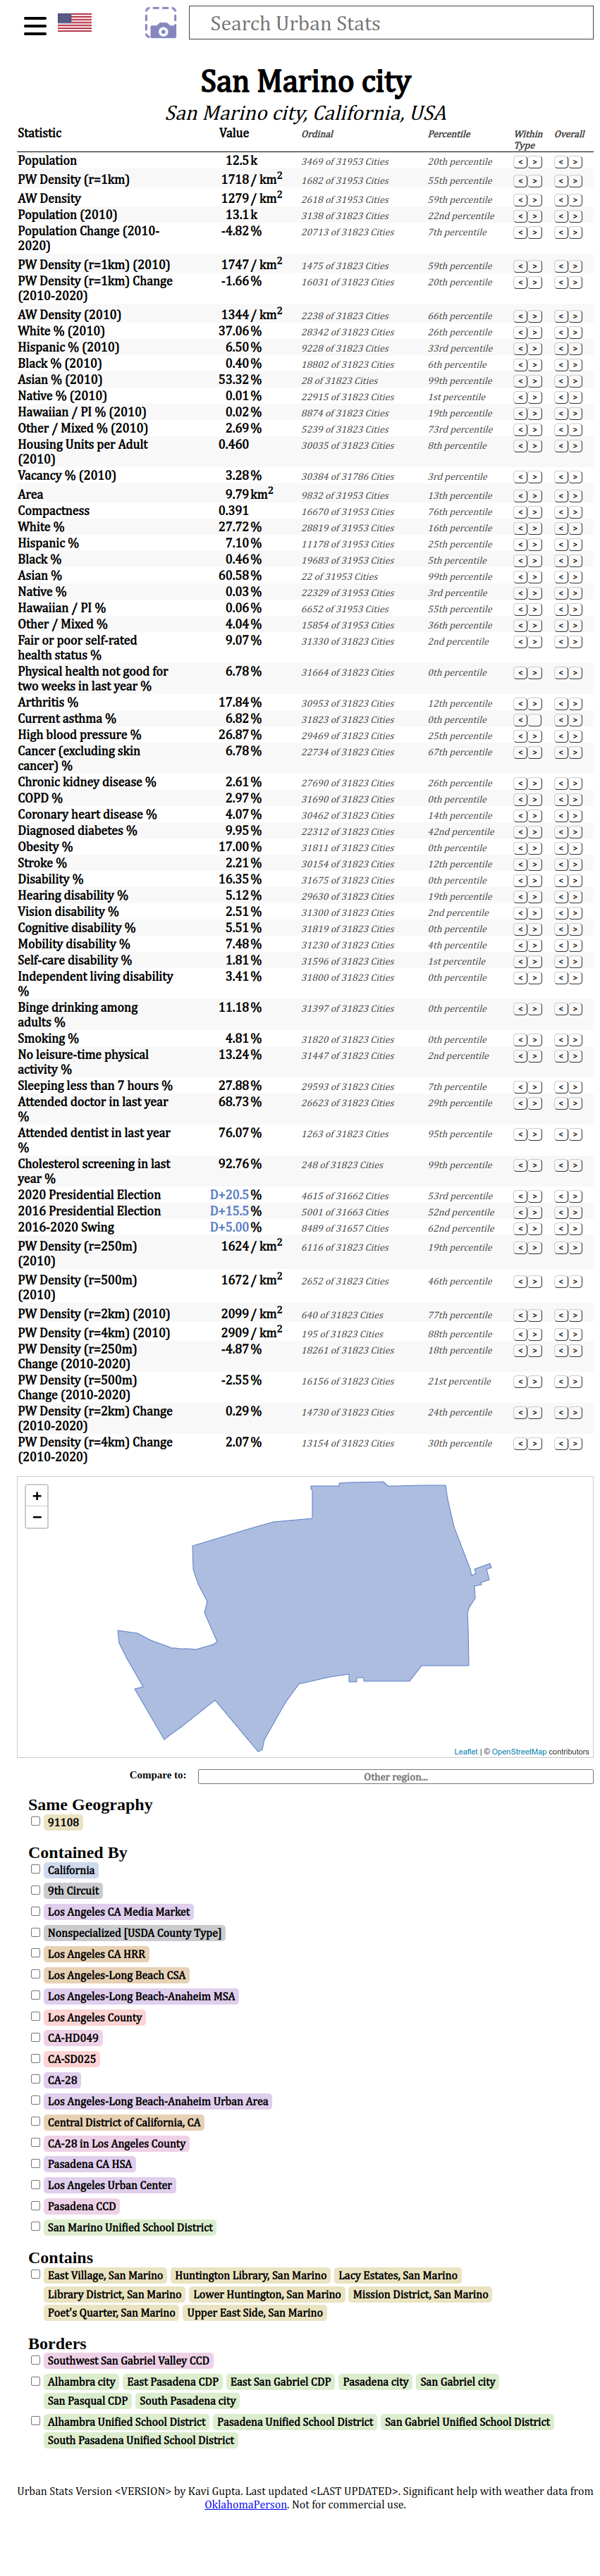 Search Urban Stats
San Marino city
San Marino city, California, USA
Statistic Value Ordinal Percentile Within Type Overall
Population 12.5k 3469 of 31953 Cities 20th percentile < > < >
PW Density (r=1km) 1718 / km2 1682 of 31953 Cities 55th percentile < > < >
AW Density 1279 / km2 2618 of 31953 Cities 59th percentile < > < >
Population (2010) 13.1k 3138 of 31823 Cities 22nd percentile < > < >
Population Change (2010-2020) -4.82% 20713 of 31823 Cities 7th percentile < > < >
PW Density (r=1km) (2010) 1747 / km2 1475 of 31823 Cities 59th percentile < > < >
PW Density (r=1km) Change (2010-2020) -1.66% 16031 of 31823 Cities 20th percentile < > < >
AW Density (2010) 1344 / km2 2238 of 31823 Cities 66th percentile < > < >
White % (2010) 37.06% 28342 of 31823 Cities 26th percentile < > < >
Hispanic % (2010) 6.50% 9228 of 31823 Cities 33rd percentile < > < >
Black % (2010) 0.40% 18802 of 31823 Cities 6th percentile < > < >
Asian % (2010) 53.32% 28 of 31823 Cities 99th percentile < > < >
Native % (2010) 0.01% 22915 of 31823 Cities 1st percentile < > < >
Hawaiian / PI % (2010) 0.02% 8874 of 31823 Cities 19th percentile < > < >
Other / Mixed % (2010) 2.69% 5239 of 31823 Cities 73rd percentile < > < >
Housing Units per Adult (2010) 0.460 30035 of 31823 Cities 8th percentile < > < >
Vacancy % (2010) 3.28% 30384 of 31786 Cities 3rd percentile < > < >
Area 9.79km2 9832 of 31953 Cities 13th percentile < > < >
Compactness 0.391 16670 of 31953 Cities 76th percentile < > < >
White % 27.72% 28819 of 31953 Cities 16th percentile < > < >
Hispanic % 7.10% 11178 of 31953 Cities 25th percentile < > < >
Black % 0.46% 19683 of 31953 Cities 5th percentile < > < >
Asian % 60.58% 22 of 31953 Cities 99th percentile < > < >
Native % 0.03% 22329 of 31953 Cities 3rd percentile < > < >
Hawaiian / PI % 0.06% 6652 of 31953 Cities 55th percentile < > < >
Other / Mixed % 4.04% 15854 of 31953 Cities 36th percentile < > < >
Fair or poor self-rated health status % 9.07% 31330 of 31823 Cities 2nd percentile < > < >
Physical health not good for two weeks in last year % 6.78% 31664 of 31823 Cities 0th percentile < > < >
Arthritis % 17.84% 30953 of 31823 Cities 12th percentile < > < >
Current asthma % 6.82% 31823 of 31823 Cities 0th percentile < < >
High blood pressure % 26.87% 29469 of 31823 Cities 25th percentile < > < >
Cancer (excluding skin cancer) % 6.78% 22734 of 31823 Cities 67th percentile < > < >
Chronic kidney disease % 2.61% 27690 of 31823 Cities 26th percentile < > < >
COPD % 2.97% 31690 of 31823 Cities 0th percentile < > < >
Coronary heart disease % 4.07% 30462 of 31823 Cities 14th percentile < > < >
Diagnosed diabetes % 9.95% 22312 of 31823 Cities 42nd percentile < > < >
Obesity % 17.00% 31811 of 31823 Cities 0th percentile < > < >
Stroke % 2.21% 30154 of 31823 Cities 12th percentile < > < >
Disability % 16.35% 31675 of 31823 Cities 0th percentile < > < >
Hearing disability % 5.12% 29630 of 31823 Cities 19th percentile < > < >
Vision disability % 2.51% 31300 of 31823 Cities 2nd percentile < > < >
Cognitive disability % 5.51% 31819 of 31823 Cities 0th percentile < > < >
Mobility disability % 7.48% 31230 of 31823 Cities 4th percentile < > < >
Self-care disability % 1.81% 31596 of 31823 Cities 1st percentile < > < >
Independent living disability % 3.41% 31800 of 31823 Cities 0th percentile < > < >
Binge drinking among adults % 11.18% 31397 of 31823 Cities 0th percentile < > < >
Smoking % 4.81% 31820 of 31823 Cities 0th percentile < > < >
No leisure-time physical activity % 13.24% 31447 of 31823 Cities 2nd percentile < > < >
Sleeping less than 7 hours % 27.88% 29593 of 31823 Cities 7th percentile < > < >
Attended doctor in last year % 68.73% 26623 of 31823 Cities 29th percentile < > < >
Attended dentist in last year % 76.07% 1263 of 31823 Cities 95th percentile < > < >
Cholesterol screening in last year % 92.76% 248 of 31823 Cities 99th percentile < > < >
2020 Presidential Election D+20.5% 4615 of 31662 Cities 53rd percentile < > < >
2016 Presidential Election D+15.5% 5001 of 31663 Cities 52nd percentile < > < >
2016-2020 Swing D+5.00% 8489 of 31657 Cities 62nd percentile < > < >
PW Density (r=250m) (2010) 1624 / km2 6116 of 31823 Cities 19th percentile < > < >
PW Density (r=500m) (2010) 1672 / km2 2652 of 31823 Cities 46th percentile < > < >
PW Density (r=2km) (2010) 2099 / km2 640 of 31823 Cities 77th percentile < > < >
PW Density (r=4km) (2010) 2909 / km2 195 of 31823 Cities 88th percentile < > < >
PW Density (r=250m) Change (2010-2020) -4.87% 18261 of 31823 Cities 18th percentile < > < >
PW Density (r=500m) Change (2010-2020) -2.55% 16156 of 31823 Cities 21st percentile < > < >
PW Density (r=2km) Change (2010-2020) 0.29% 14730 of 31823 Cities 24th percentile < > < >
PW Density (r=4km) Change (2010-2020) 2.07% 13154 of 31823 Cities 30th percentile < > < >
+
−
Leaflet | © OpenStreetMap contributors
Compare to: Other region...
Same Geography
91108
Contained By
California
9th Circuit
Los Angeles CA Media Market
Nonspecialized [USDA County Type]
Los Angeles CA HRR
Los Angeles-Long Beach CSA
Los Angeles-Long Beach-Anaheim MSA
Los Angeles County
CA-HD049
CA-SD025
CA-28
Los Angeles-Long Beach-Anaheim Urban Area
Central District of California, CA
CA-28 in Los Angeles County
Pasadena CA HSA
Los Angeles Urban Center
Pasadena CCD
San Marino Unified School District
Contains
East Village, San Marino Huntington Library, San Marino Lacy Estates, San Marino
Library District, San Marino Lower Huntington, San Marino Mission District, San Marino
Poet's Quarter, San Marino Upper East Side, San Marino
Borders
Southwest San Gabriel Valley CCD
Alhambra city East Pasadena CDP East San Gabriel CDP Pasadena city San Gabriel city
San Pasqual CDP South Pasadena city
Alhambra Unified School District Pasadena Unified School District San Gabriel Unified School District
South Pasadena Unified School District
Urban Stats Version <VERSION> by Kavi Gupta. Last updated <LAST UPDATED>. Significant help with weather data from
OklahomaPerson. Not for commercial use.